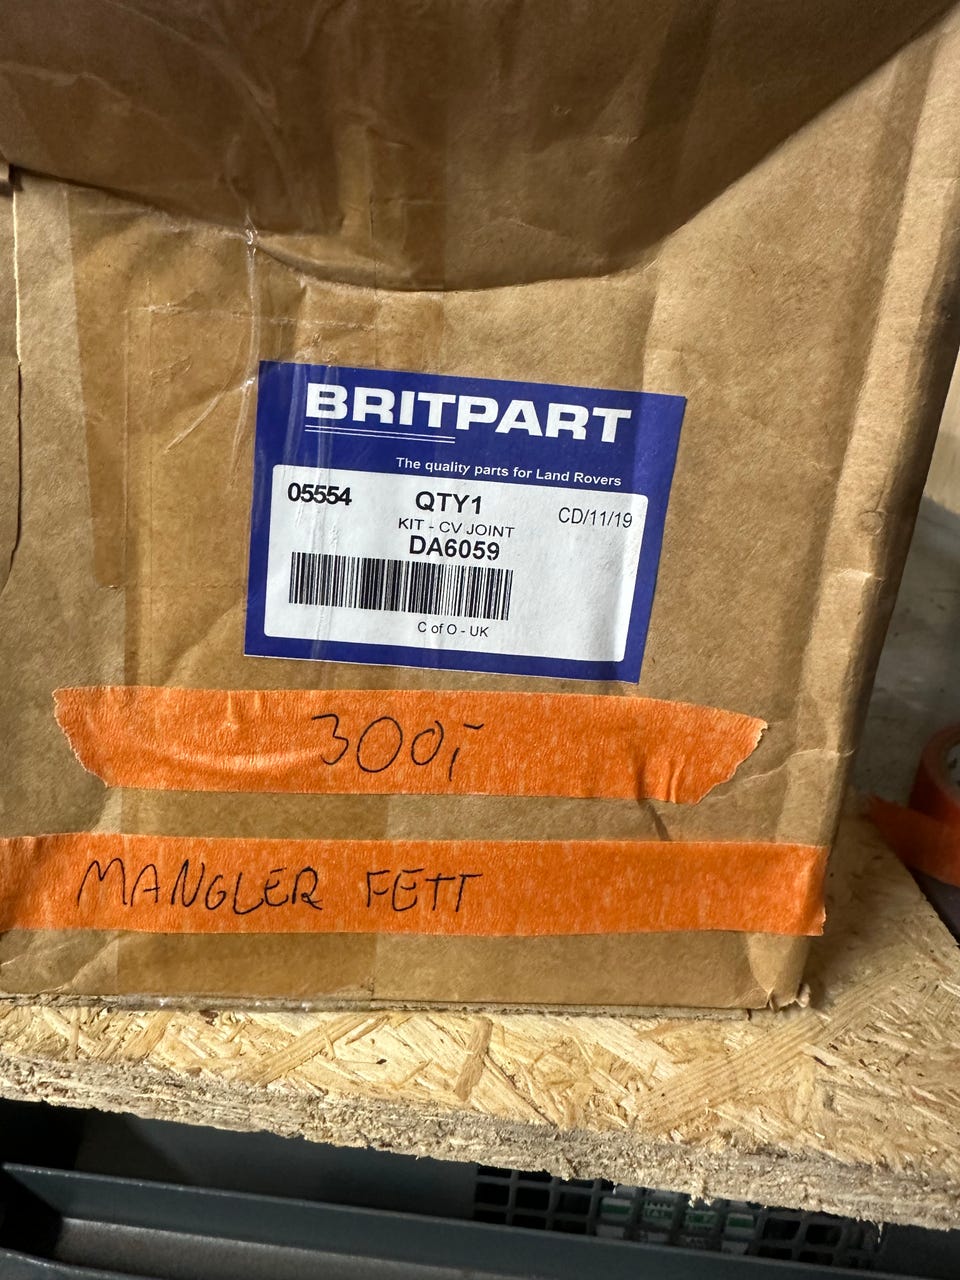 BRITPART
The quality parts for Land Rovers
05554 QTY1 CD/11/19
KIT - CV JOINT
DA6059
C of O - UK
300i
MANGLER FETT